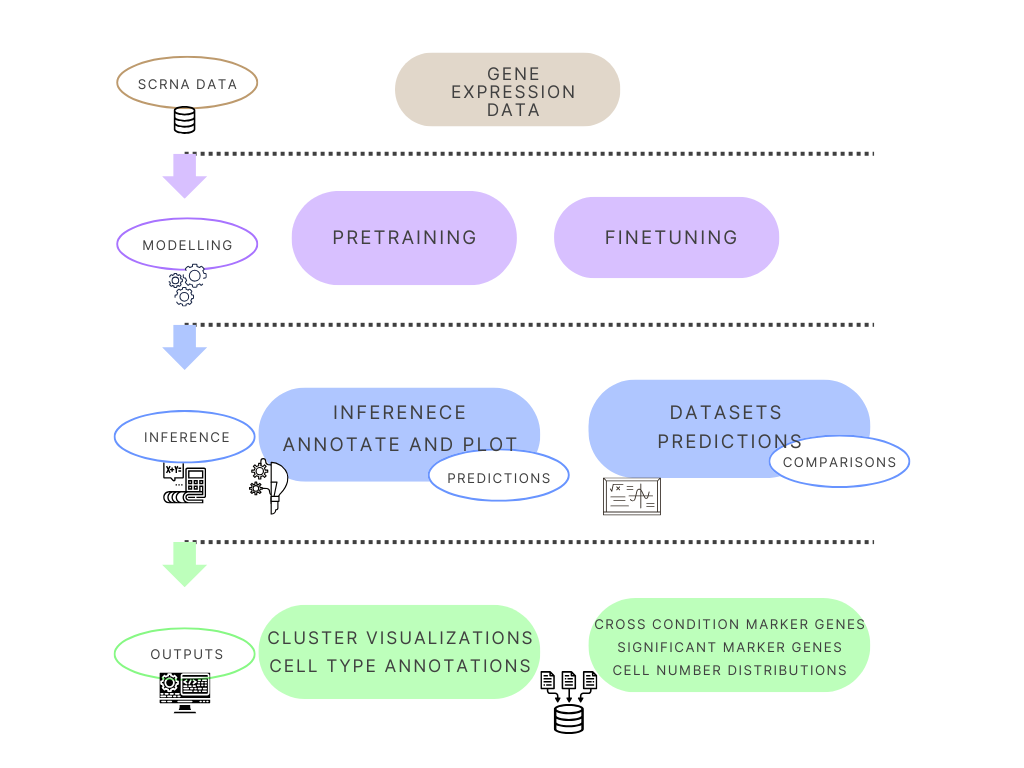 SCRNA DATA
GENE
EXPRESSION
DATA
MODELLING
PRETRAINING
FINETUNING
INFERENCE
X+Y=
INFERENECE
ANNOTATE AND PLOT
PREDICTIONS
DATASETS
PREDICTIONS
COMPARISONS
√x
OUTPUTS
CLUSTER VISUALIZATIONS
CELL TYPE ANNOTATIONS
CROSS CONDITION MARKER GENES
SIGNIFICANT MARKER GENES
CELL NUMBER DISTRIBUTIONS